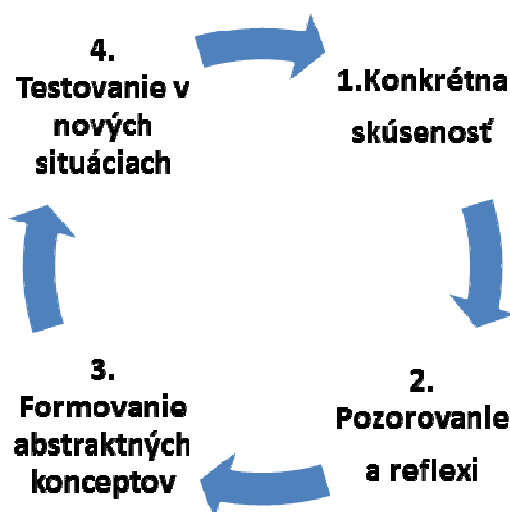 1.Konkrétna
skúsenosť
2.
Pozorovanie
a reflexi
3.
Formovanie
abstraktných
konceptov
4.
Testovanie v
nových
situáciach